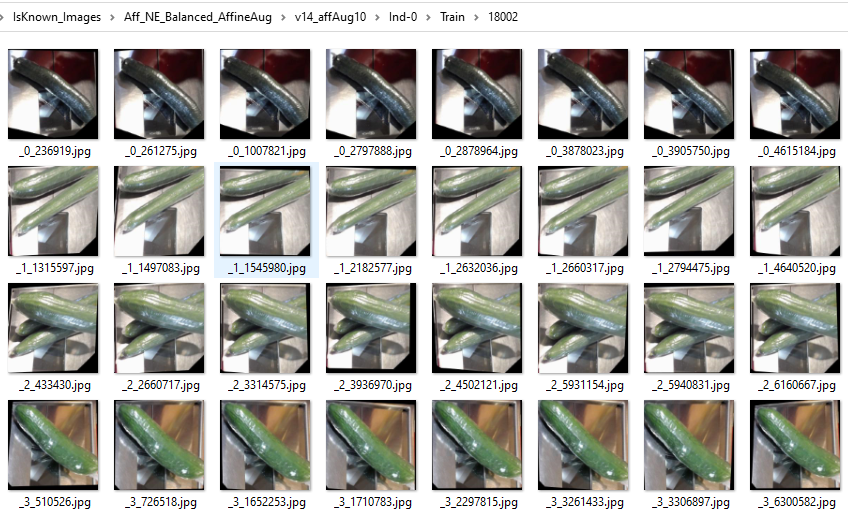 IsKnown_Images > Aff_NE_Balanced_AffineAug > v14_affAug10 > Ind-0 > Train > 18002
_0_236919.jpg _0_261275.jpg _0_1007821.jpg _0_2797888.jpg _0_2878964.jpg _0_3878023.jpg _0_3905750.jpg _0_4615184.jpg
_1_1315597.jpg _1_1497083.jpg _1_1545980.jpg _1_2182577.jpg _1_2632036.jpg _1_2660317.jpg _1_2794475.jpg _1_4640520.jpg
_2_433430.jpg _2_2660717.jpg _2_3314575.jpg _2_3936970.jpg _2_4502121.jpg _2_5931154.jpg _2_5940831.jpg _2_6160667.jpg
_3_510526.jpg _3_726518.jpg _3_1652253.jpg _3_1710783.jpg _3_2297815.jpg _3_3261433.jpg _3_3306897.jpg _3_6300582.jpg